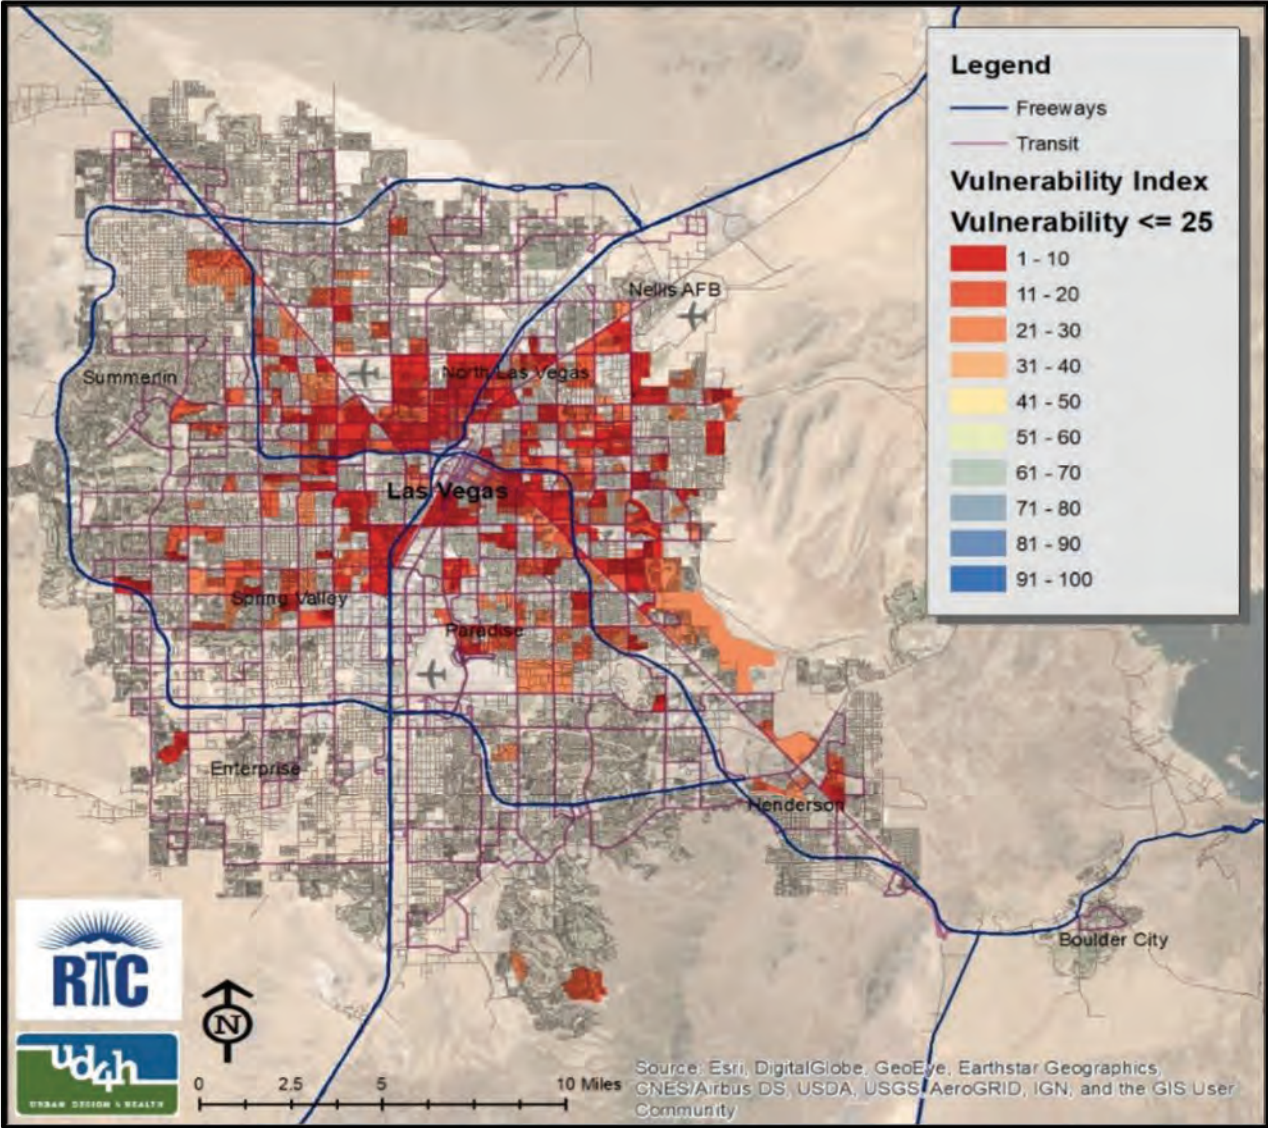 Legend
Freeways
Transit
Vulnerability Index
Vulnerability <= 25
1 - 10
11 - 20
21 - 30
31 - 40
41 - 50
51 - 60
61 - 70
71 - 80
81 - 90
91 - 100
Nellis AFB
North Las Vegas
Summerlin
Las Vegas
Spring Valley
Paradise
Enterprise
Henderson
Boulder City
RTC
N
ud4h
URBAN DESIGN 4 HEALTH
0 2.5 5 10 Miles
Source: Esri, DigitalGlobe, GeoEye, Earthstar Geographics,
CNES/Airbus DS, USDA, USGS, AeroGRID, IGN, and the GIS User
Community